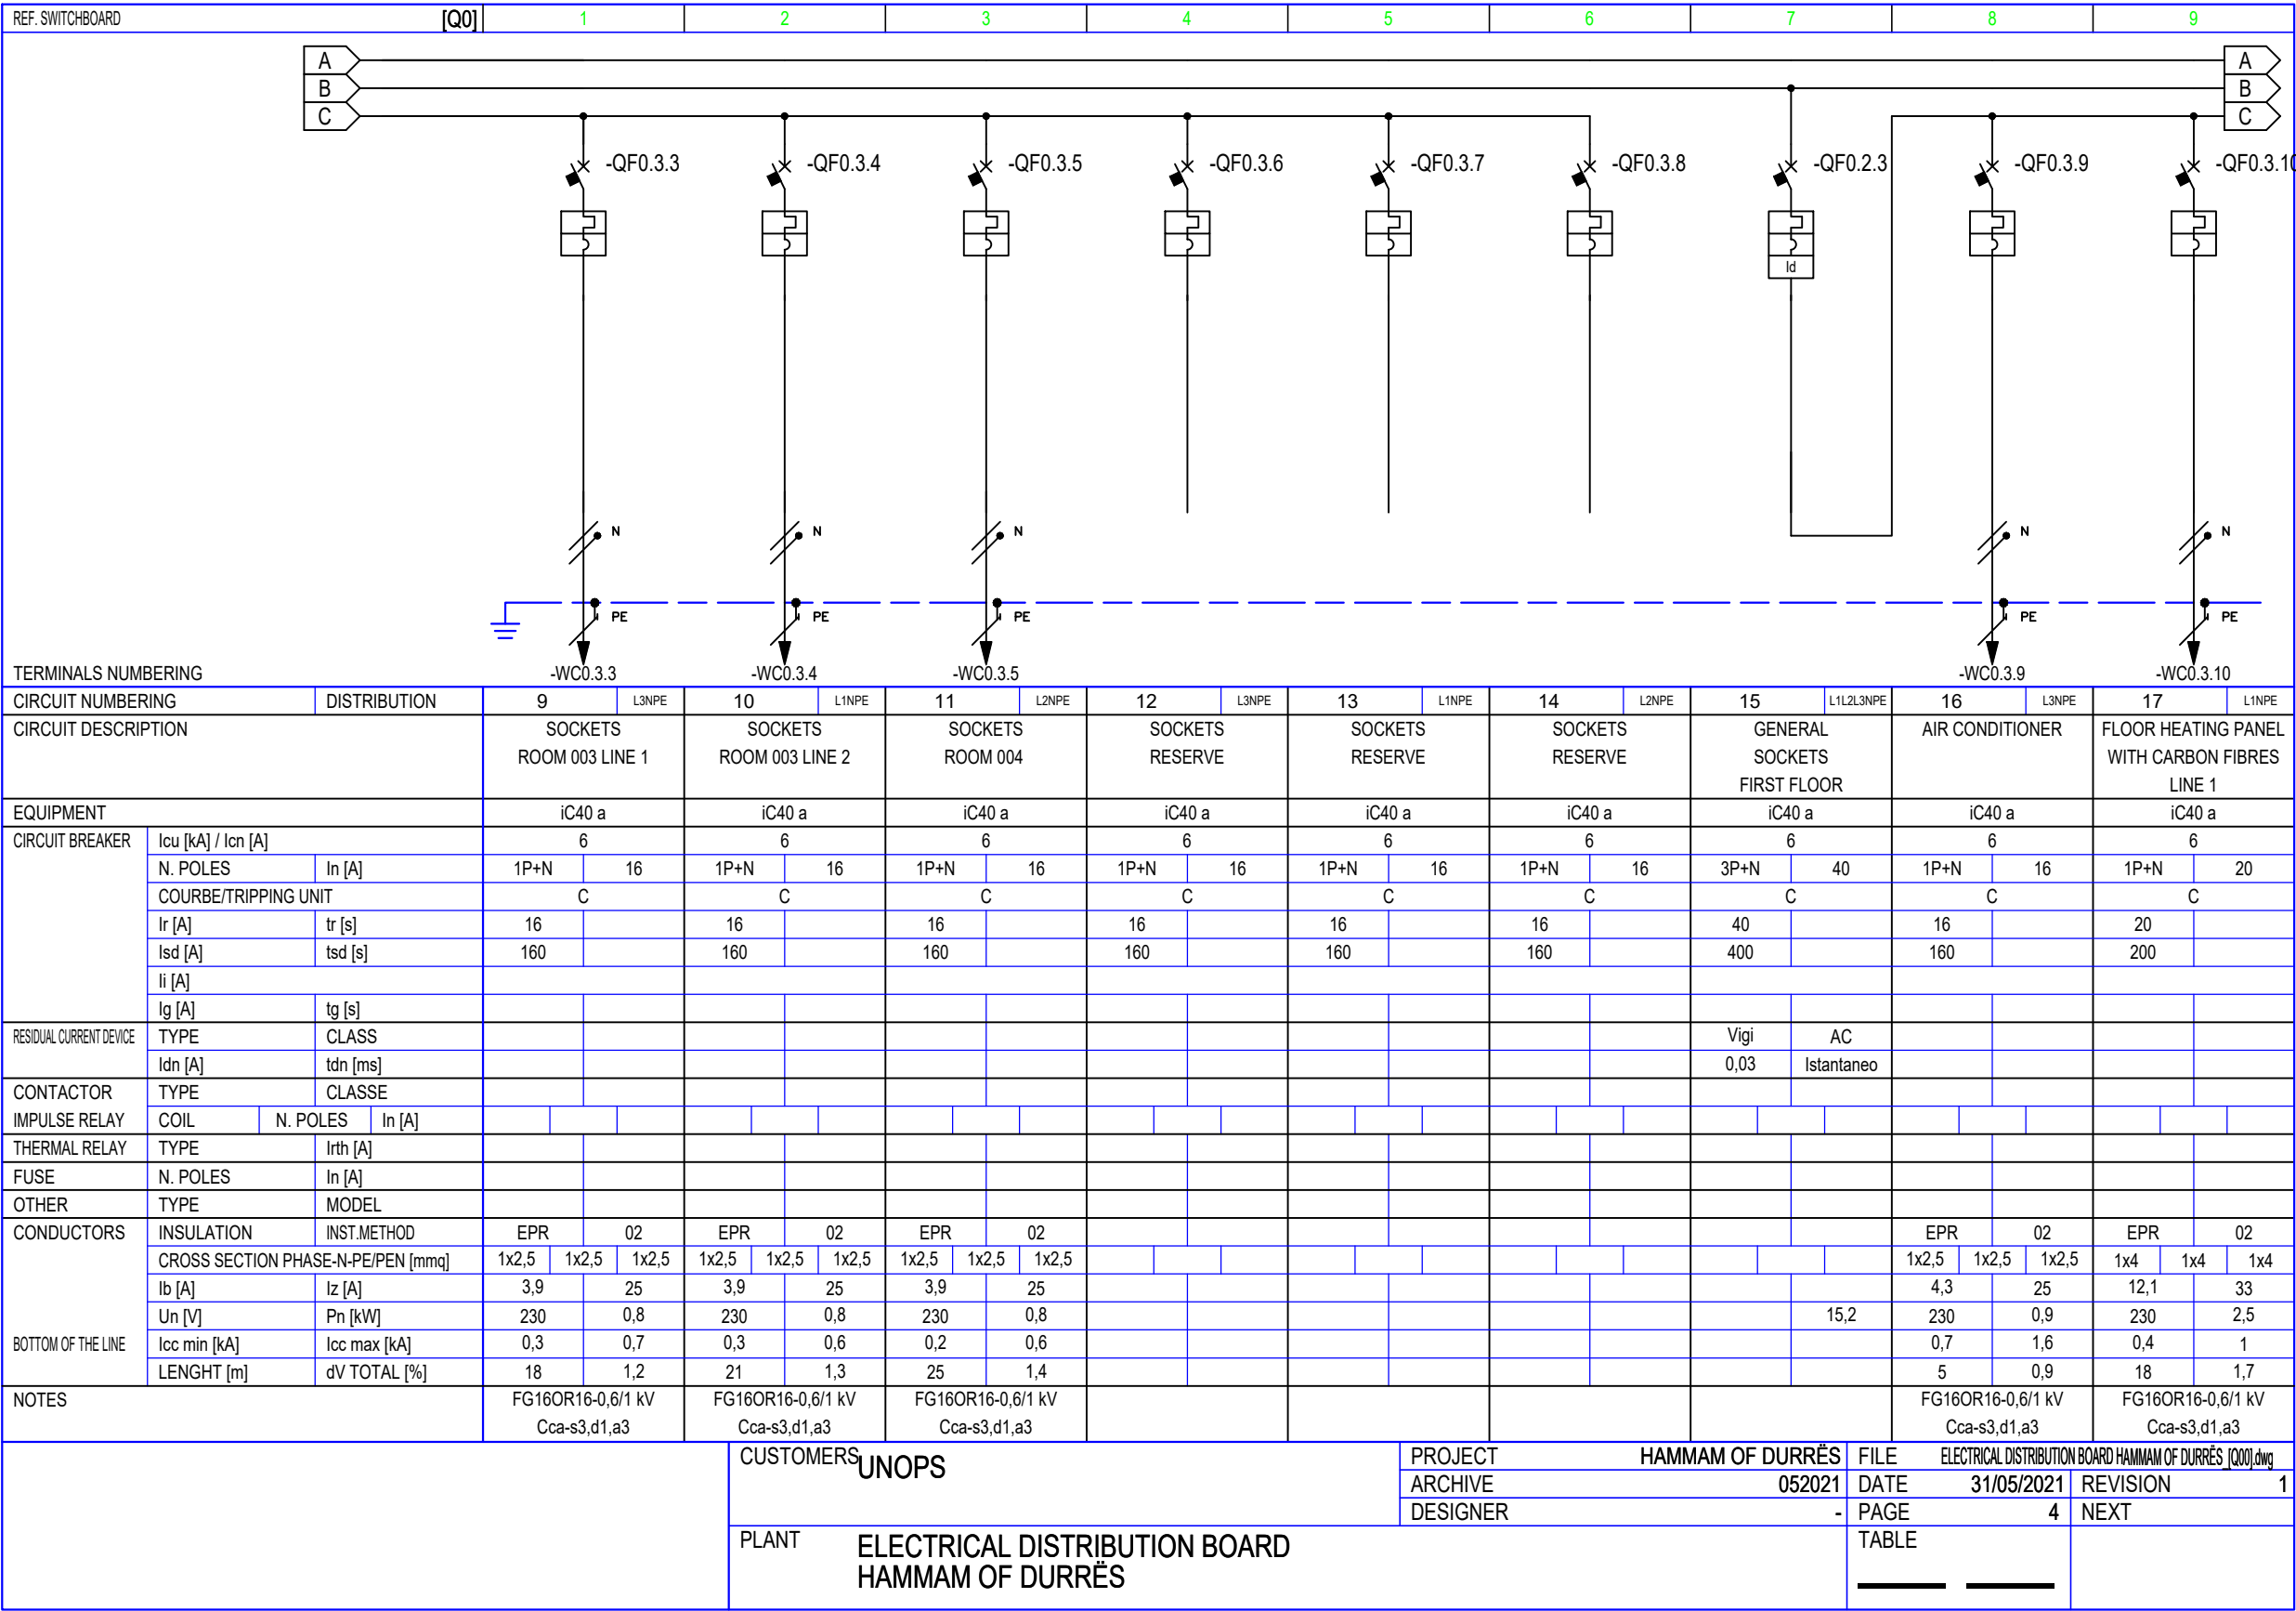 REF. SWITCHBOARD [Q0] 1 2 3 4 5 6 7 8 9
A A
B B
C C
-QF0.3.3 -QF0.3.4 -QF0.3.5 -QF0.3.6 -QF0.3.7 -QF0.3.8 -QF0.2.3 -QF0.3.9 -QF0.3.10
Id
N N N N N
PE PE PE PE PE
TERMINALS NUMBERING -WC0.3.3 -WC0.3.4 -WC0.3.5 -WC0.3.9 -WC0.3.10
CIRCUIT NUMBERING DISTRIBUTION 9 L3NPE 10 L1NPE 11 L2NPE 12 L3NPE 13 L1NPE 14 L2NPE 15 L1L2L3NPE 16 L3NPE 17 L1NPE
CIRCUIT DESCRIPTION SOCKETS SOCKETS SOCKETS SOCKETS SOCKETS SOCKETS GENERAL AIR CONDITIONER FLOOR HEATING PANEL
ROOM 003 LINE 1 ROOM 003 LINE 2 ROOM 004 RESERVE RESERVE RESERVE SOCKETS WITH CARBON FIBRES
FIRST FLOOR LINE 1
EQUIPMENT iC40 a iC40 a iC40 a iC40 a iC40 a iC40 a iC40 a iC40 a iC40 a
CIRCUIT BREAKER Icu [kA] / Icn [A] 6 6 6 6 6 6 6 6 6
N. POLES In [A] 1P+N 16 1P+N 16 1P+N 16 1P+N 16 1P+N 16 1P+N 16 3P+N 40 1P+N 16 1P+N 20
COURBE/TRIPPING UNIT C C C C C C C C C
Ir [A] tr [s] 16 16 16 16 16 16 40 16 20
Isd [A] tsd [s] 160 160 160 160 160 160 400 160 200
Ii [A]
Ig [A] tg [s]
RESIDUAL CURRENT DEVICE TYPE CLASS Vigi AC
Idn [A] tdn [ms] 0,03 Istantaneo
CONTACTOR TYPE CLASSE
IMPULSE RELAY COIL N. POLES In [A]
THERMAL RELAY TYPE Irth [A]
FUSE N. POLES In [A]
OTHER TYPE MODEL
CONDUCTORS INSULATION INST.METHOD EPR 02 EPR 02 EPR 02 EPR 02 EPR 02
CROSS SECTION PHASE-N-PE/PEN [mmq] 1x2,5 1x2,5 1x2,5 1x2,5 1x2,5 1x2,5 1x2,5 1x2,5 1x2,5 1x2,5 1x2,5 1x2,5 1x4 1x4 1x4
Ib [A] Iz [A] 3,9 25 3,9 25 3,9 25 4,3 25 12,1 33
Un [V] Pn [kW] 230 0,8 230 0,8 230 0,8 15,2 230 0,9 230 2,5
BOTTOM OF THE LINE Icc min [kA] Icc max [kA] 0,3 0,7 0,3 0,6 0,2 0,6 0,7 1,6 0,4 1
LENGHT [m] dV TOTAL [%] 18 1,2 21 1,3 25 1,4 5 0,9 18 1,7
NOTES FG16OR16-0,6/1 kV FG16OR16-0,6/1 kV FG16OR16-0,6/1 kV FG16OR16-0,6/1 kV FG16OR16-0,6/1 kV
Cca-s3,d1,a3 Cca-s3,d1,a3 Cca-s3,d1,a3 Cca-s3,d1,a3 Cca-s3,d1,a3
CUSTOMERS UNOPS PROJECT HAMMAM OF DURRËS FILE ELECTRICAL DISTRIBUTION BOARD HAMMAM OF DURRËS_[Q00].dwg
ARCHIVE 052021 DATE 31/05/2021 REVISION 1
DESIGNER - PAGE 4 NEXT
PLANT ELECTRICAL DISTRIBUTION BOARD TABLE
HAMMAM OF DURRËS